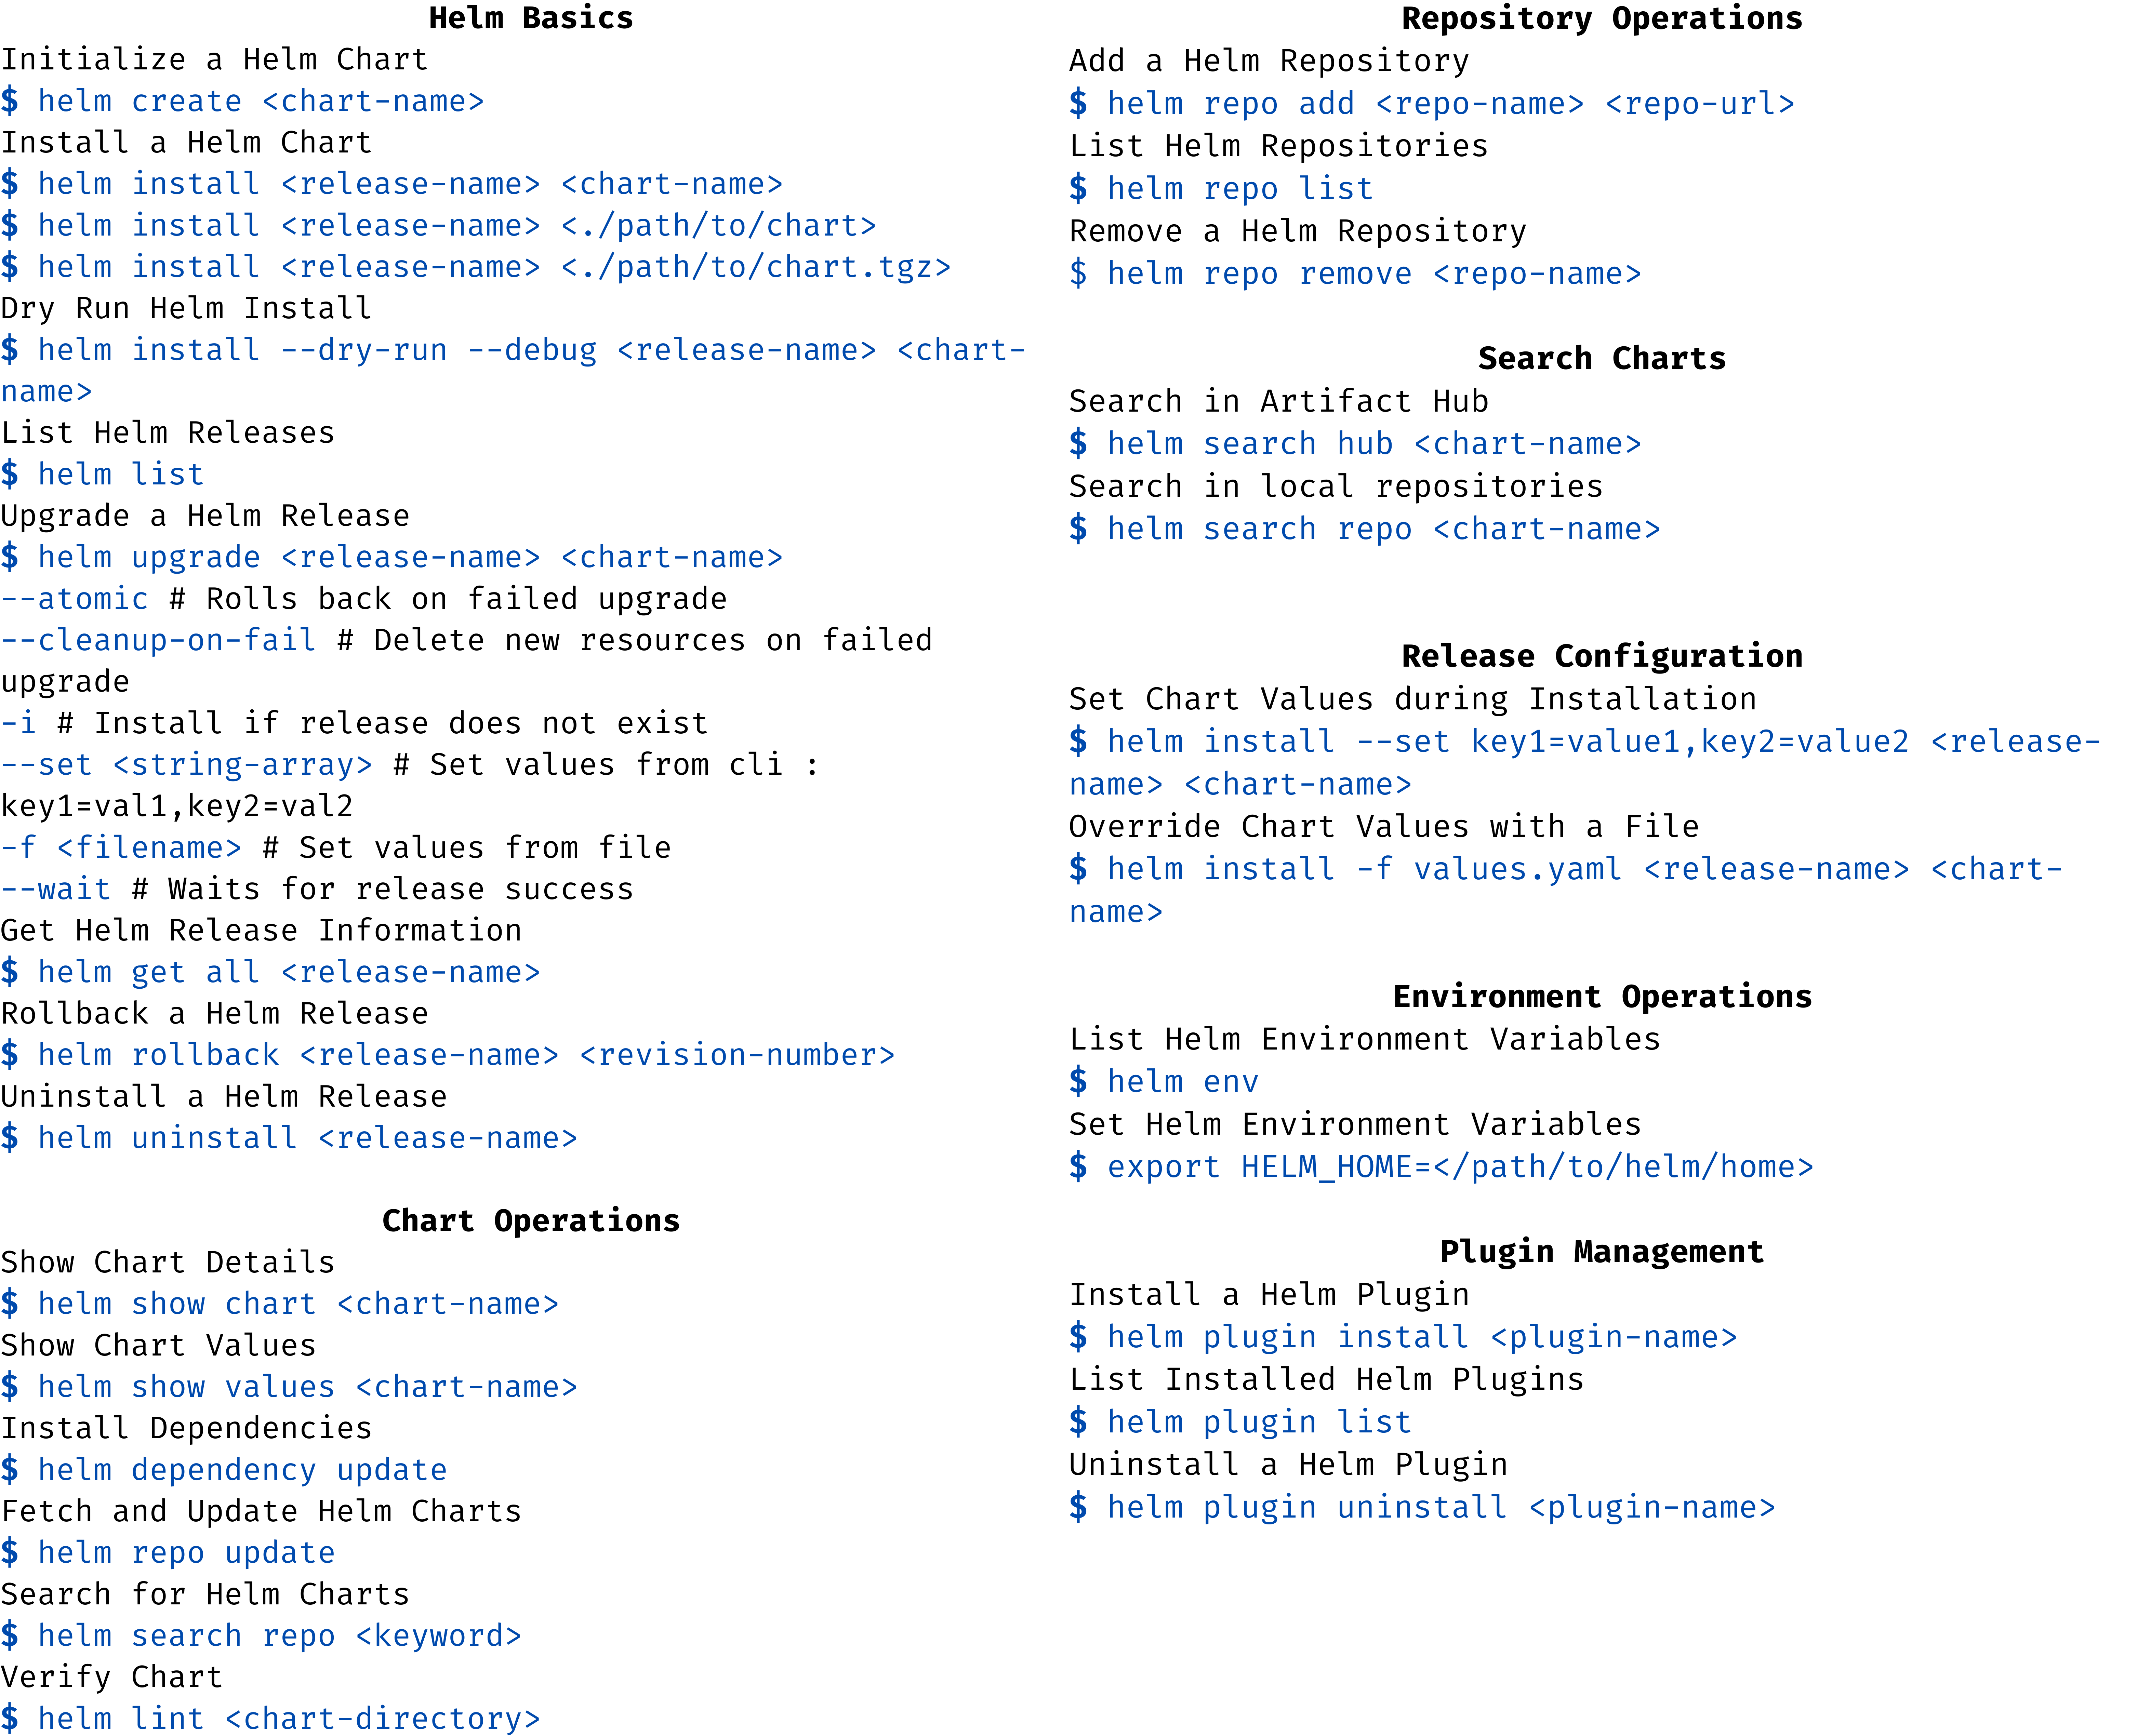 Helm Basics
Initialize a Helm Chart
$ helm create <chart-name>
Install a Helm Chart
$ helm install <release-name> <chart-name>
$ helm install <release-name> <./path/to/chart>
$ helm install <release-name> <./path/to/chart.tgz>
Dry Run Helm Install
$ helm install --dry-run --debug <release-name> <chart-
name>
List Helm Releases
$ helm list
Upgrade a Helm Release
$ helm upgrade <release-name> <chart-name>
--atomic # Rolls back on failed upgrade
--cleanup-on-fail # Delete new resources on failed
upgrade
-i # Install if release does not exist
--set <string-array> # Set values from cli :
key1=val1,key2=val2
-f <filename> # Set values from file
--wait # Waits for release success
Get Helm Release Information
$ helm get all <release-name>
Rollback a Helm Release
$ helm rollback <release-name> <revision-number>
Uninstall a Helm Release
$ helm uninstall <release-name>
Chart Operations
Show Chart Details
$ helm show chart <chart-name>
Show Chart Values
$ helm show values <chart-name>
Install Dependencies
$ helm dependency update
Fetch and Update Helm Charts
$ helm repo update
Search for Helm Charts
$ helm search repo <keyword>
Verify Chart
$ helm lint <chart-directory>
Repository Operations
Add a Helm Repository
$ helm repo add <repo-name> <repo-url>
List Helm Repositories
$ helm repo list
Remove a Helm Repository
$ helm repo remove <repo-name>
Search Charts
Search in Artifact Hub
$ helm search hub <chart-name>
Search in local repositories
$ helm search repo <chart-name>
Release Configuration
Set Chart Values during Installation
$ helm install --set key1=value1,key2=value2 <release-
name> <chart-name>
Override Chart Values with a File
$ helm install -f values.yaml <release-name> <chart-
name>
Environment Operations
List Helm Environment Variables
$ helm env
Set Helm Environment Variables
$ export HELM_HOME=</path/to/helm/home>
Plugin Management
Install a Helm Plugin
$ helm plugin install <plugin-name>
List Installed Helm Plugins
$ helm plugin list
Uninstall a Helm Plugin
$ helm plugin uninstall <plugin-name>